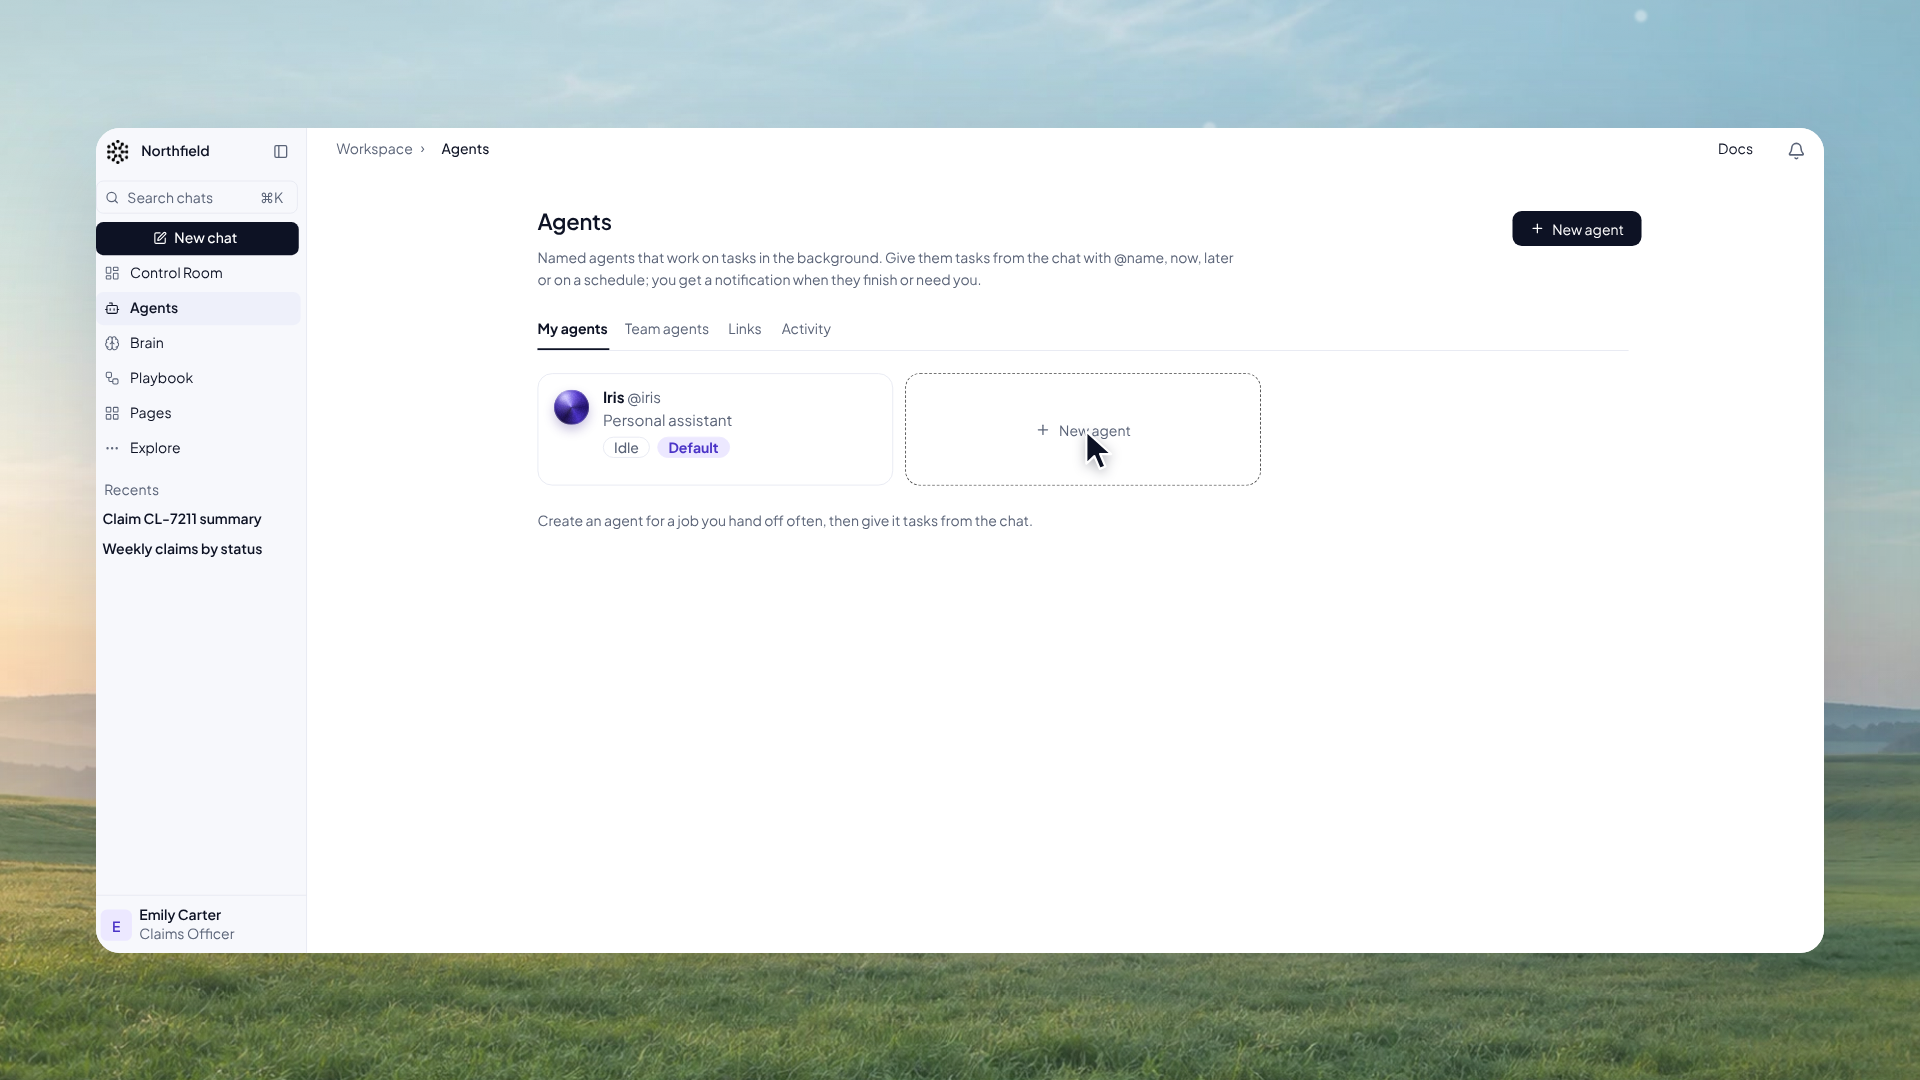 Northfield
Search chats ⌘K
New chat
Control Room
Agents
Brain
Playbook
Pages
Explore
Recents
Claim CL-7211 summary
Weekly claims by status
E
Emily Carter
Claims Officer
Workspace › Agents
Docs
Agents
+ New agent
Named agents that work on tasks in the background. Give them tasks from the chat with @name, now, later
or on a schedule; you get a notification when they finish or need you.
My agents Team agents Links Activity
Iris @iris
Personal assistant
Idle Default
+ New agent
Create an agent for a job you hand off often, then give it tasks from the chat.